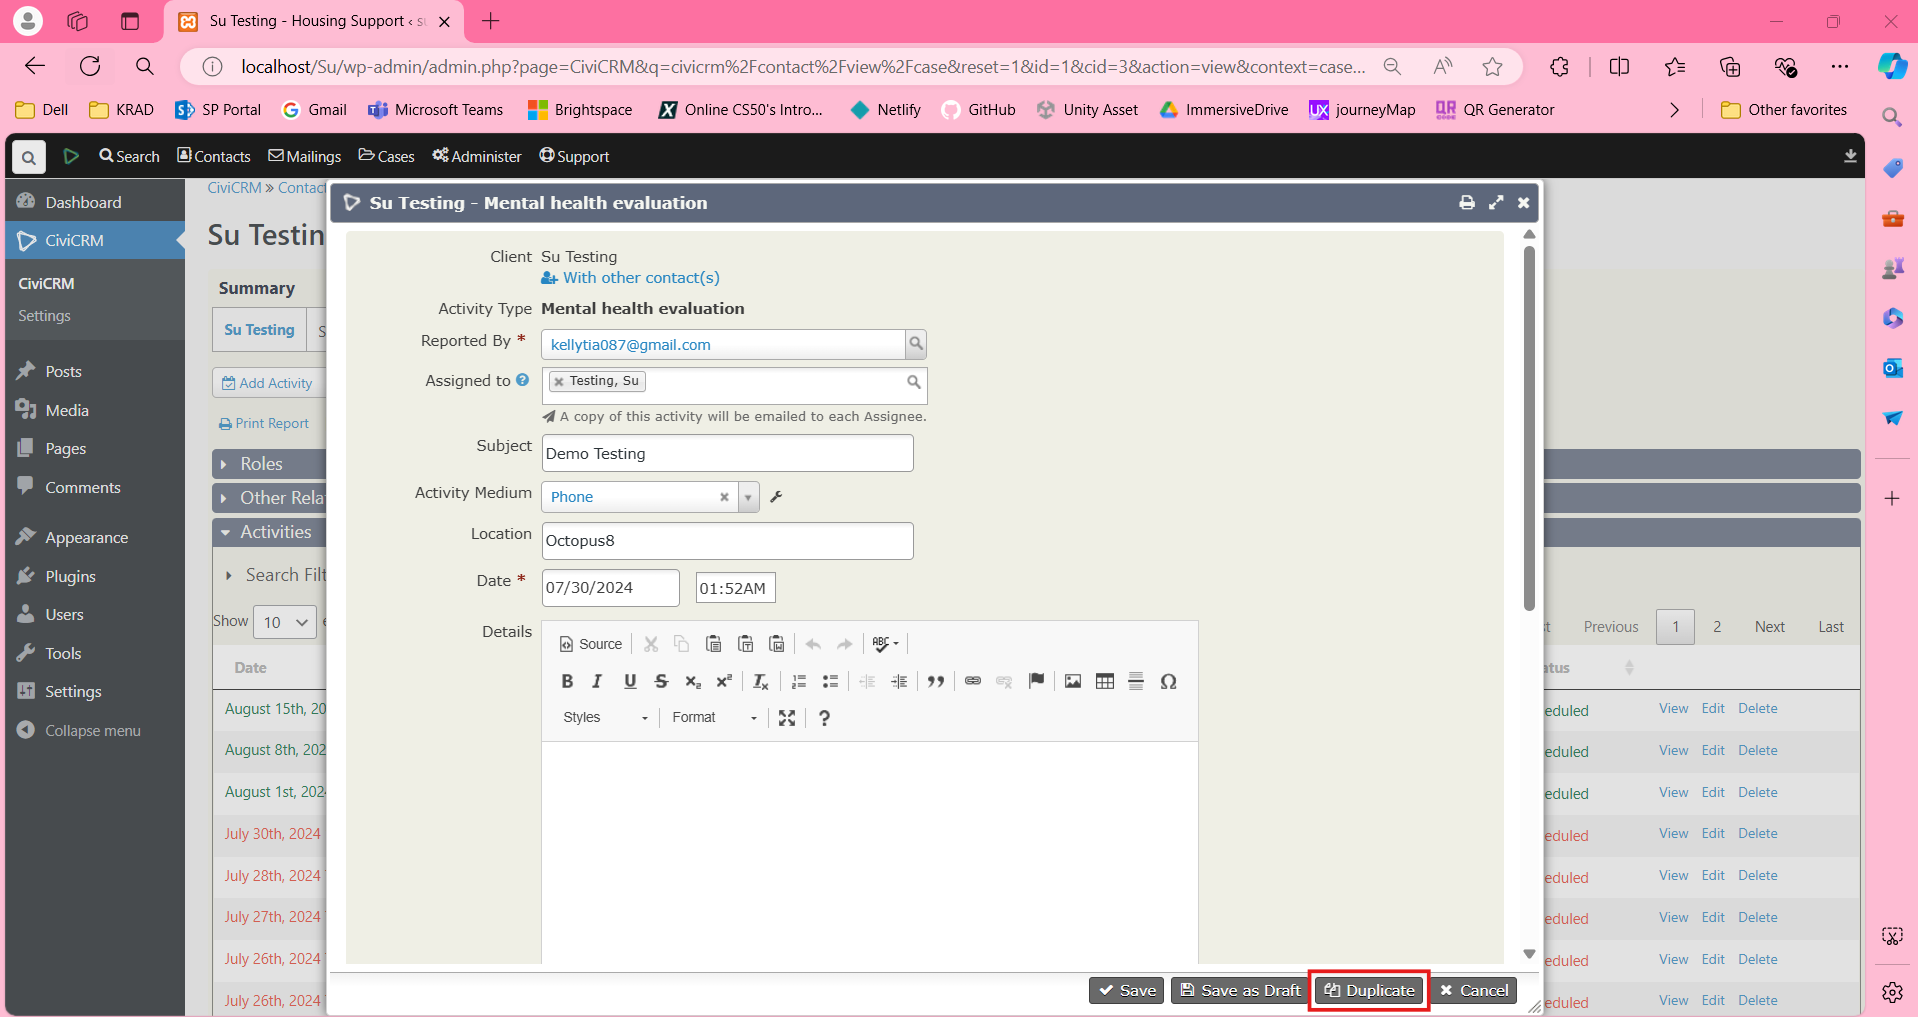 Su Testing - Housing Support ‹ su
localhost/Su/wp-admin/admin.php?page=CiviCRM&q=civicrm%2Fcontact%2Fview%2Fcase&reset=1&id=1&cid=3&action=view&context=case...
Dell KRAD SP Portal Gmail Microsoft Teams Brightspace Online CS50's Intro... Netlify GitHub Unity Asset ImmersiveDrive journeyMap QR Generator Other favorites
Search Contacts Mailings Cases Administer Support
Dashboard
CiviCRM
CiviCRM
Settings
Posts
Media
Pages
Comments
Appearance
Plugins
Users
Tools
Settings
Collapse menu
CiviCRM » Contac
Su Testin
Summary
Su Testing S
Add Activity
Print Report
Roles
Other Rela
Activities
Search Filt
Show 10 e
Date
August 15th, 20
August 8th, 202
August 1st, 202
July 30th, 2024
July 28th, 2024
July 27th, 2024
July 26th, 2024
July 26th, 2024
Su Testing - Mental health evaluation
Client Su Testing
With other contact(s)
Activity Type Mental health evaluation
Reported By * kellytia087@gmail.com
Assigned to Testing, Su
A copy of this activity will be emailed to each Assignee.
Subject Demo Testing
Activity Medium Phone
Location Octopus8
Date * 07/30/2024 01:52AM
Details
Source ABC
B I U S x₂ x² Tx Ω
Styles Format ?
Save Save as Draft Duplicate Cancel
st Previous 1 2 Next Last
atus
eduled View Edit Delete
eduled View Edit Delete
eduled View Edit Delete
eduled View Edit Delete
eduled View Edit Delete
eduled View Edit Delete
eduled View Edit Delete
eduled View Edit Delete